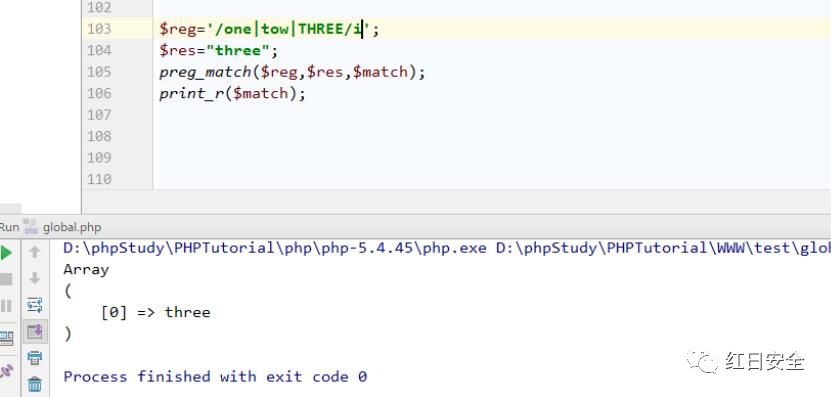 102
103 $reg='/one|tow|THREE/i';
104 $res="three";
105 preg_match($reg,$res,$match);
106 print_r($match);
107
108
109
110
Run php global.php
D:\phpStudy\PHPTutorial\php\php-5.4.45\php.exe D:\phpStudy\PHPTutorial\WWW\test\glob
Array
(
[0] => three
)
Process finished with exit code 0
红日安全